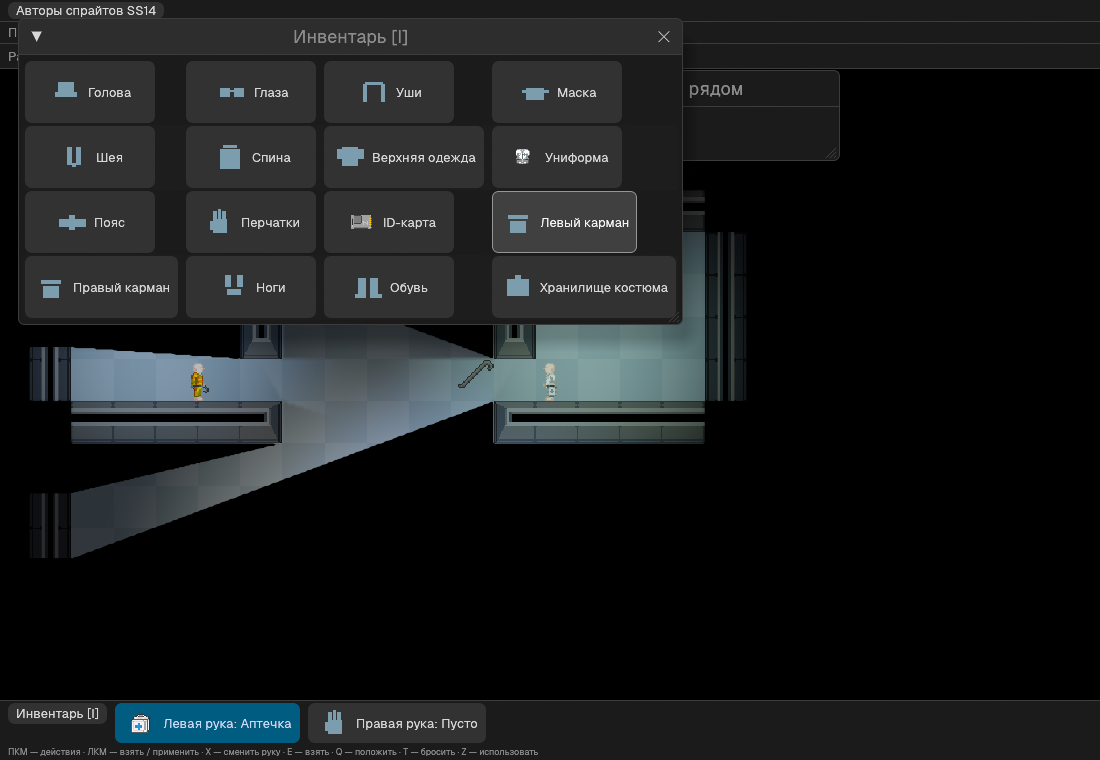 Авторы спрайтов SS14
Инвентарь [I]
рядом
Голова
Глаза
Уши
Маска
Шея
Спина
Верхняя одежда
Униформа
Пояс
Перчатки
ID-карта
Левый карман
Правый карман
Ноги
Обувь
Хранилище костюма
Инвентарь [I]
Левая рука: Аптечка
Правая рука: Пусто
ПКМ — действия · ЛКМ — взять / применить · X — сменить руку · E — взять · Q — положить · T — бросить · Z — использовать